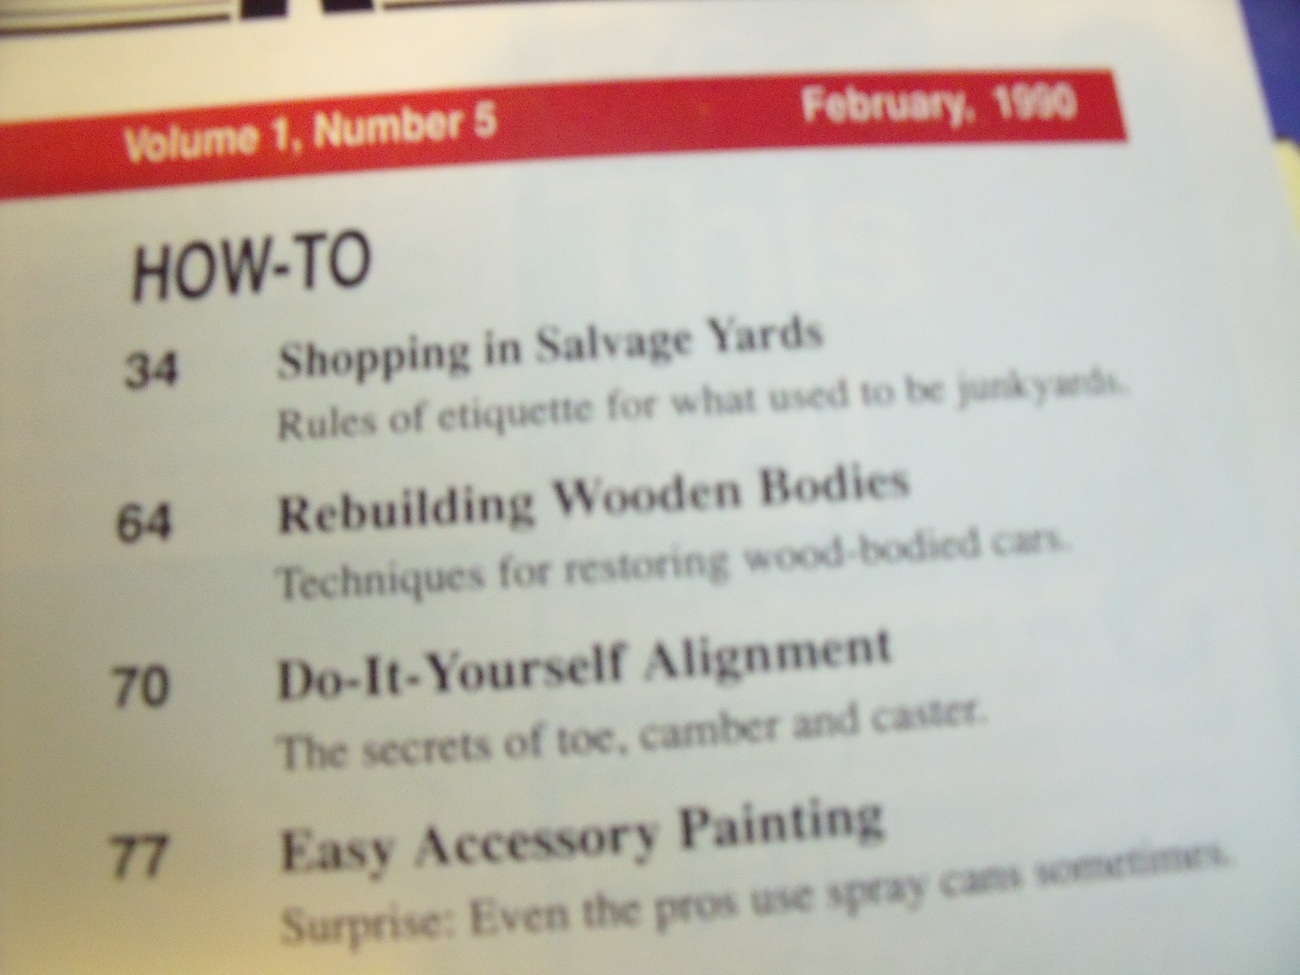 Volume 1, Number 5 February, 1990
HOW-TO
34 Shopping in Salvage Yards
Rules of etiquette for what used to be junkyards.
64 Rebuilding Wooden Bodies
Techniques for restoring wood-bodied cars.
70 Do-It-Yourself Alignment
The secrets of toe, camber and caster.
77 Easy Accessory Painting
Surprise: Even the pros use spray cans sometimes.